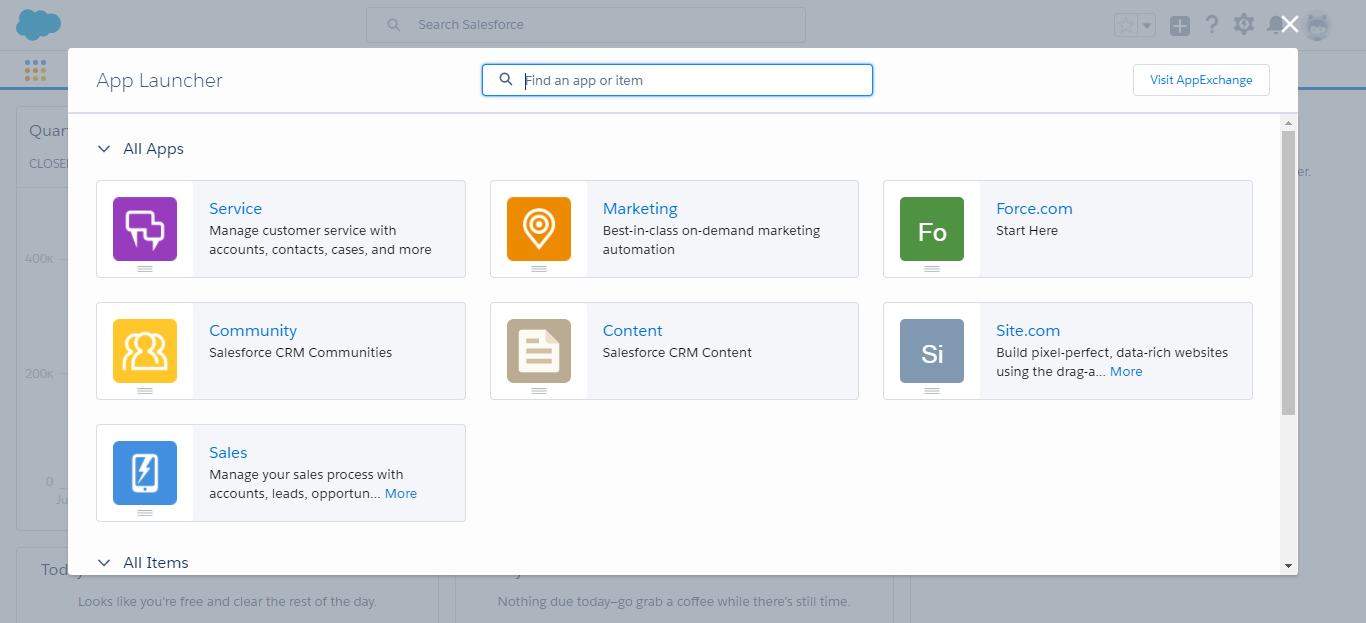 Search Salesforce
App Launcher
Find an app or item
Visit AppExchange
Quar
CLOSE
er.
400K
200K
0
Ju
All Apps
Service
Manage customer service with
accounts, contacts, cases, and more
Marketing
Best-in-class on-demand marketing
automation
Fo
Force.com
Start Here
Community
Salesforce CRM Communities
Content
Salesforce CRM Content
Si
Site.com
Build pixel-perfect, data-rich websites
using the drag-a... More
Sales
Manage your sales process with
accounts, leads, opportun... More
All Items
Looks like you're free and clear the rest of the day.
Nothing due today—go grab a coffee while there's still time.